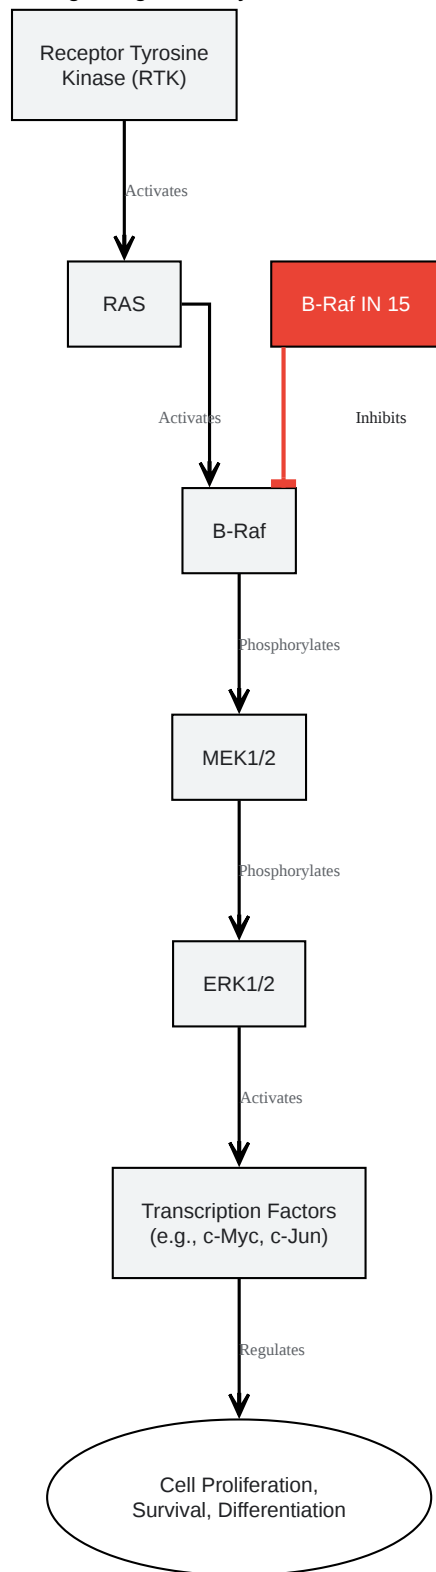 Receptor Tyrosine
Kinase (RTK)
Activates
RAS
B-Raf IN 15
Activates
Inhibits
B-Raf
Phosphorylates
MEK1/2
Phosphorylates
ERK1/2
Activates
Transcription Factors
(e.g., c-Myc, c-Jun)
Regulates
Cell Proliferation,
Survival, Differentiation